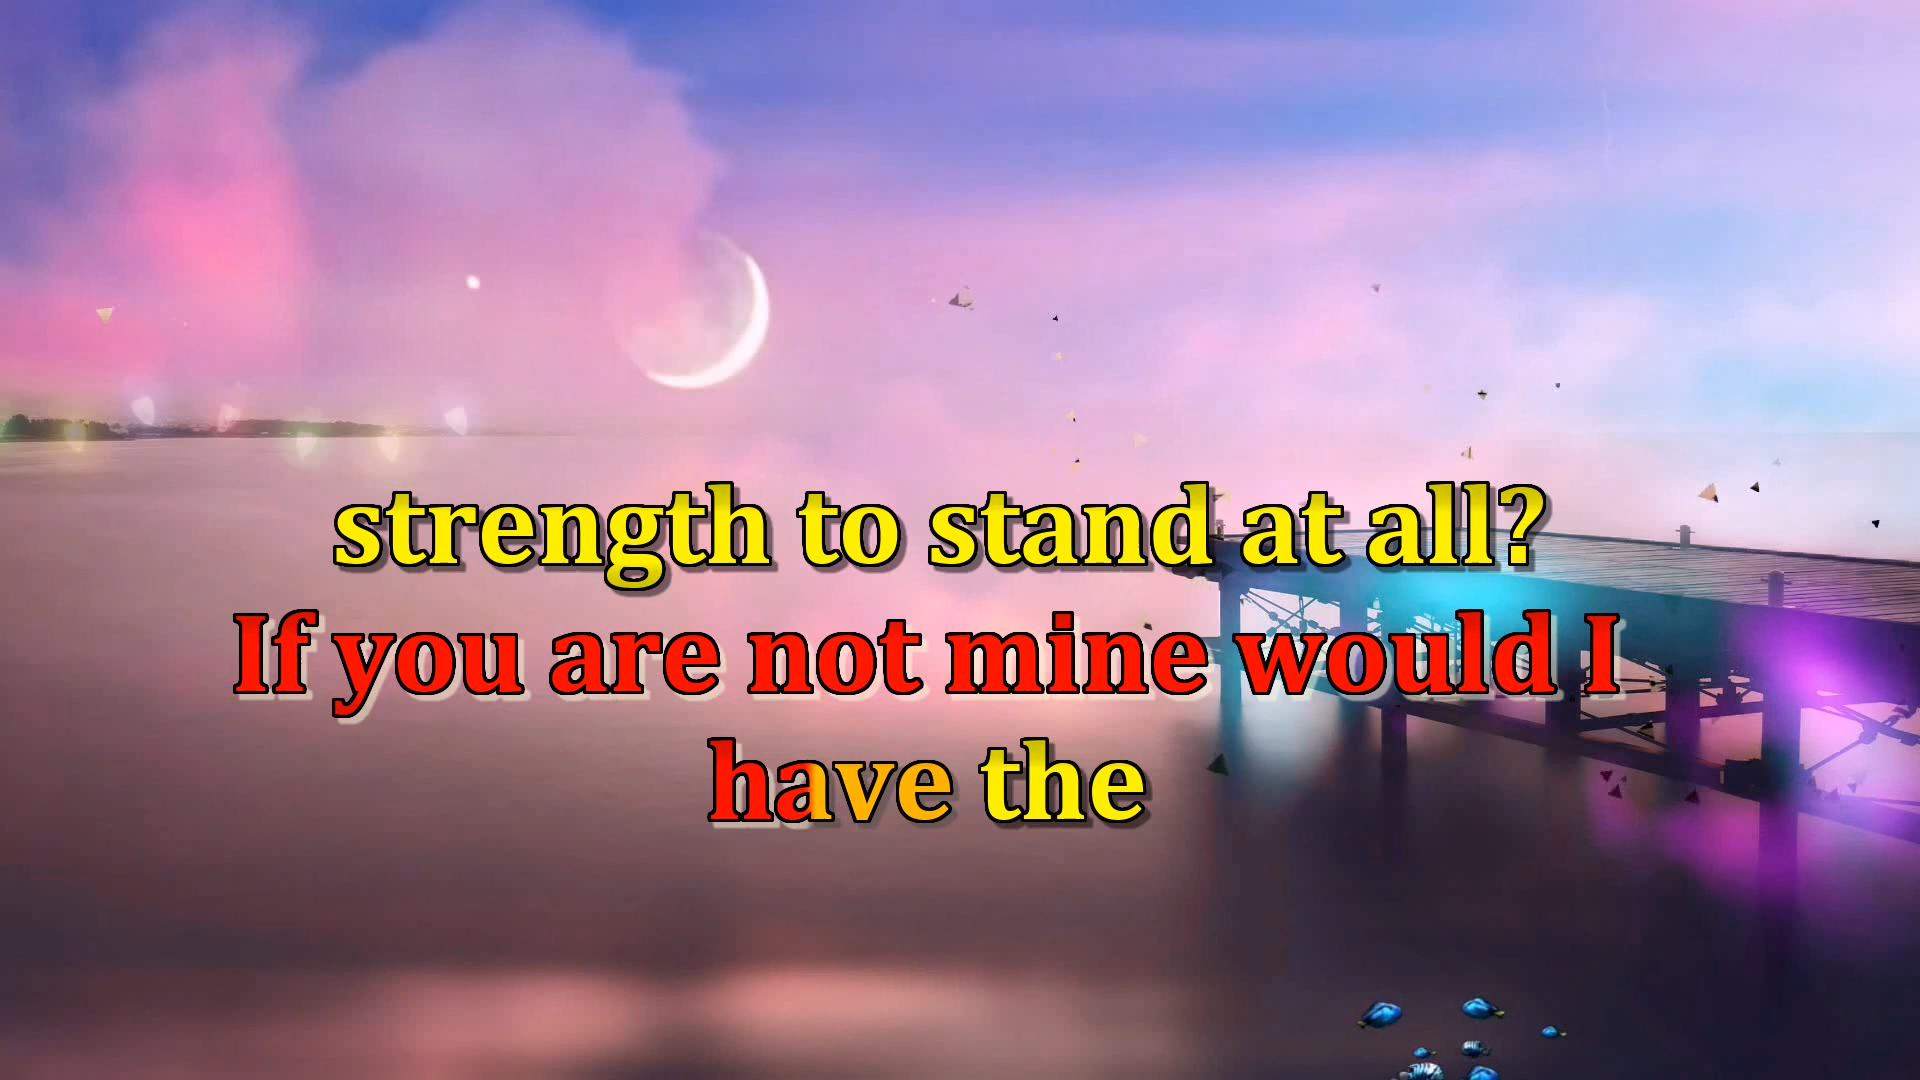 strength to stand at all?
If you are not mine would I
have the